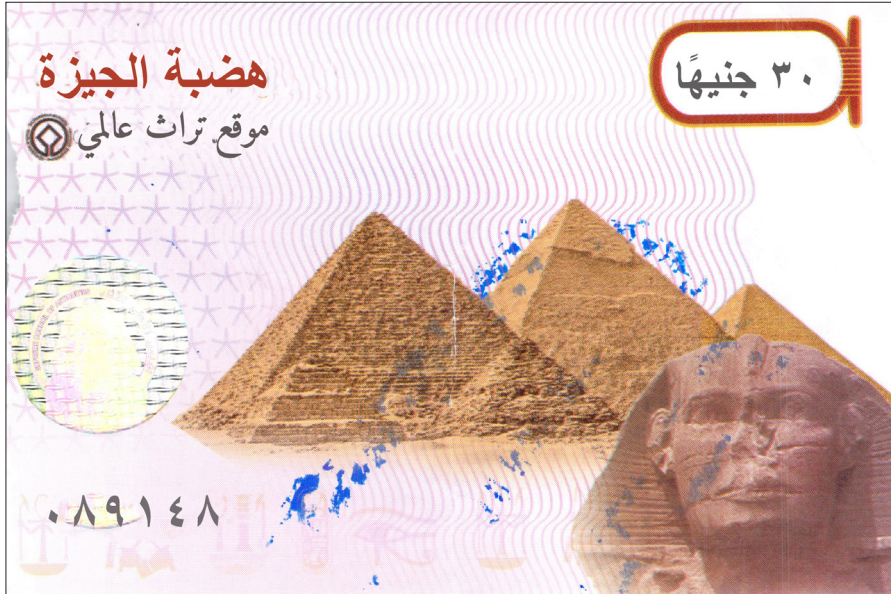 هضبة الجيزة
موقع تراث عالمي
٣٠ جنيهًا
٠٨٩١٤٨